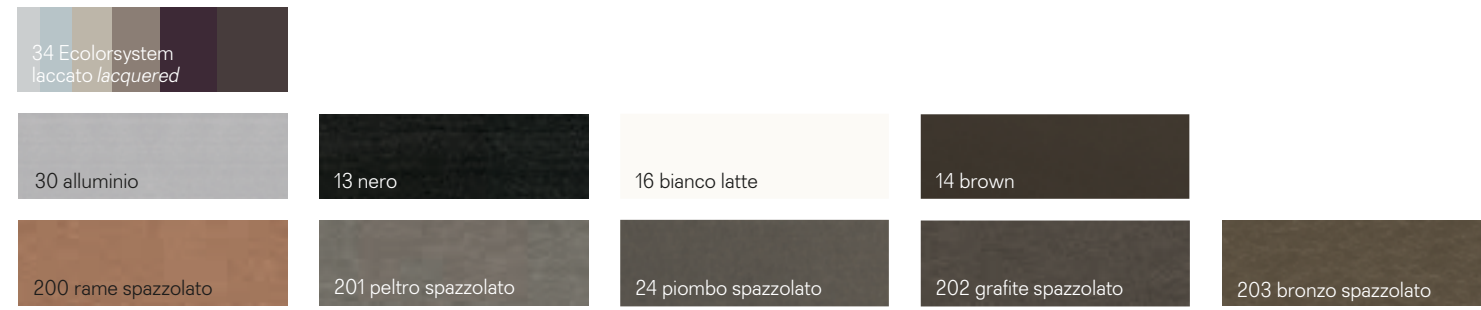 34 Ecolorsystem
laccato lacquered
30 alluminio
13 nero
16 bianco latte
14 brown
200 rame spazzolato
201 peltro spazzolato
24 piombo spazzolato
202 grafite spazzolato
203 bronzo spazzolato